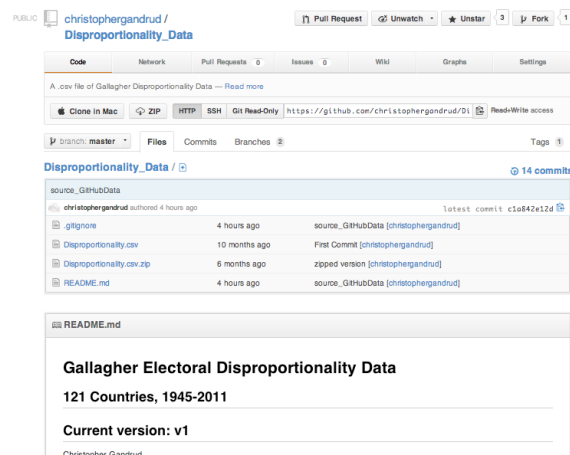 PUBLIC christophergandrud / Disproportionality_Data
Pull Request Unwatch Unstar 3 Fork 1
Code Network Pull Requests 0 Issues 0 Wiki Graphs Settings
A .csv file of Gallagher Disproportionality Data — Read more
Clone in Mac ZIP HTTP SSH Git Read-Only https://github.com/christophergandrud/Di Read+Write access
branch: master Files Commits Branches 2 Tags 1
Disproportionality_Data /
14 commits
source_GitHubData
christophergandrud authored 4 hours ago latest commit c1a842e12d
.gitignore 4 hours ago source_GitHubData [christophergandrud]
Disproportionality.csv 10 months ago First Commit [christophergandrud]
Disproportionality.csv.zip 6 months ago zipped version [christophergandrud]
README.md 4 hours ago source_GitHubData [christophergandrud]
README.md
Gallagher Electoral Disproportionality Data
121 Countries, 1945-2011
Current version: v1
Christopher Gandrud